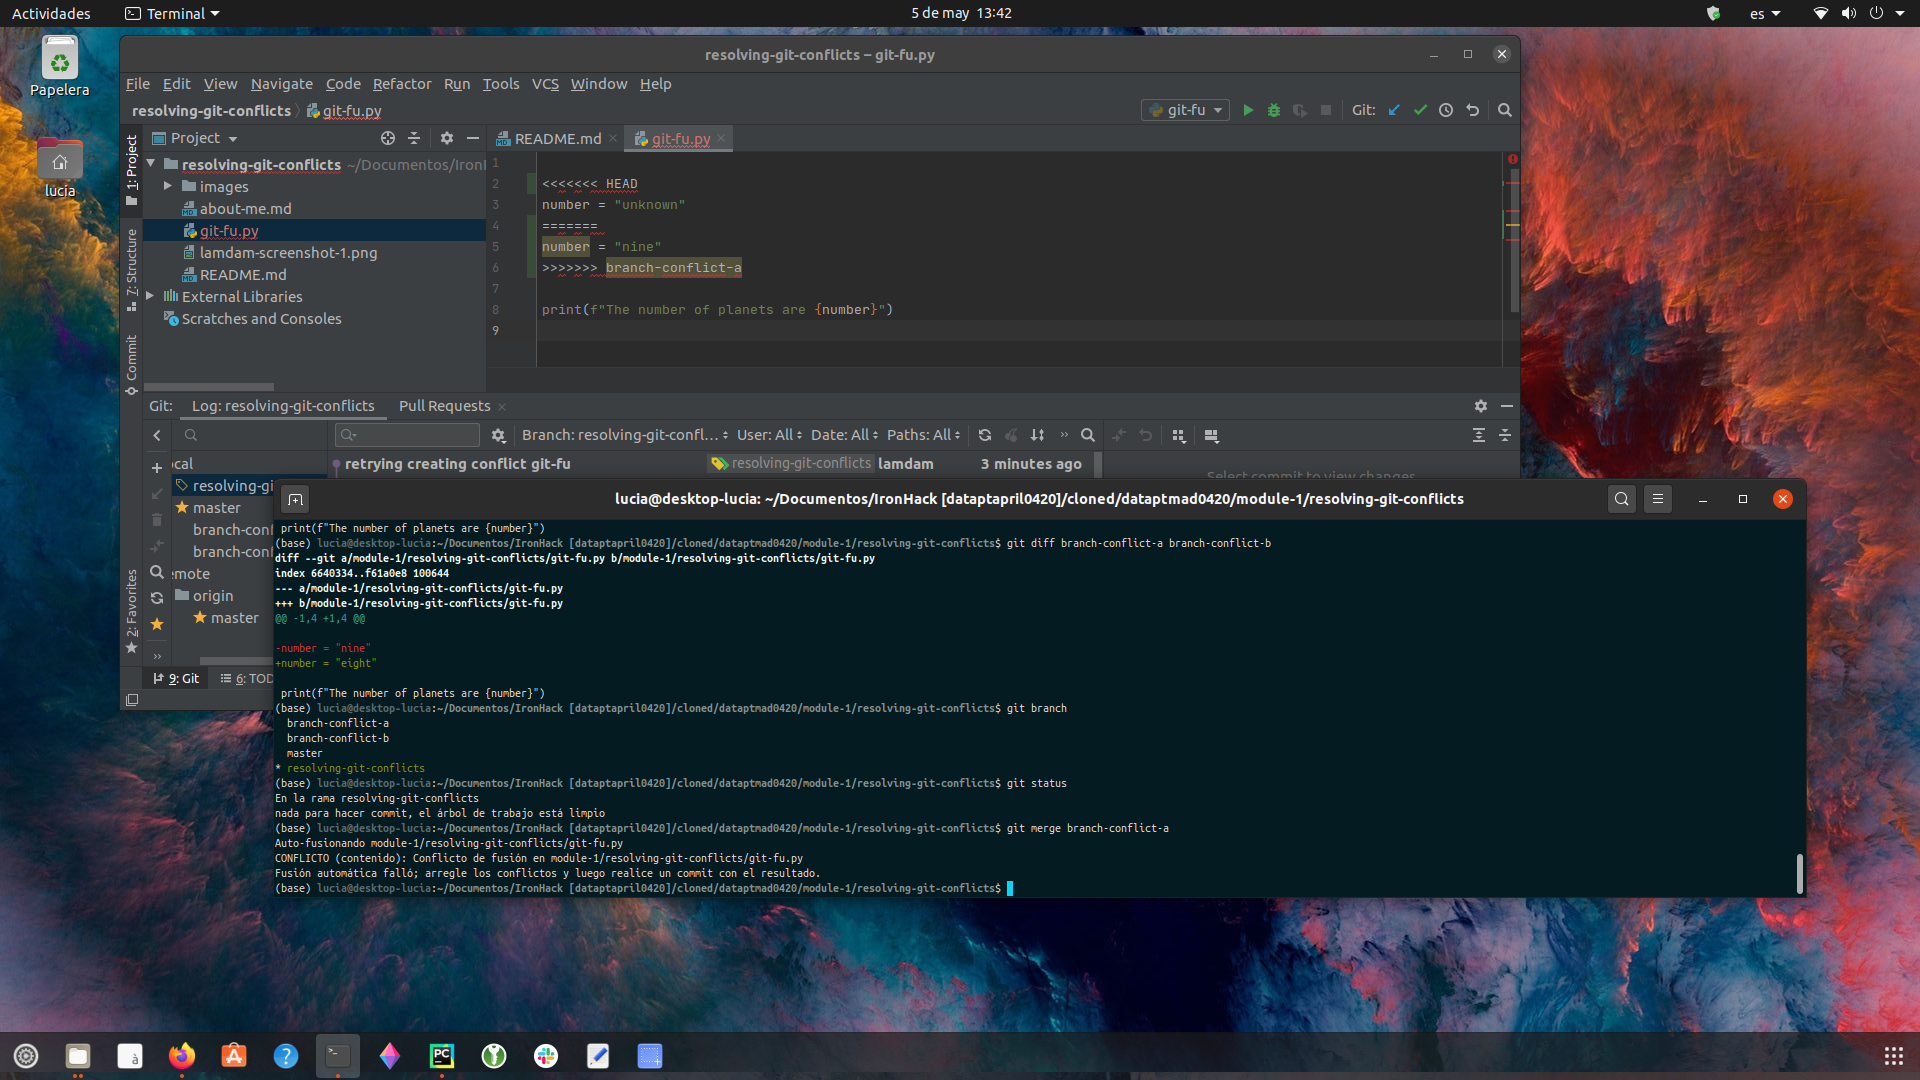 Actividades
Terminal
5 de may 13:42
es
Papelera
lucia
resolving-git-conflicts – git-fu.py
File Edit View Navigate Code Refactor Run Tools VCS Window Help
resolving-git-conflicts
git-fu.py
git-fu
Git:
1: Project
7: Structure
Commit
2: Favorites
Project
resolving-git-conflicts ~/Documentos/IronH
images
about-me.md
git-fu.py
lamdam-screenshot-1.png
README.md
External Libraries
Scratches and Consoles
README.md
git-fu.py
1
2 <<<<<<< HEAD
3 number = "unknown"
4 =======
5 number = "nine"
6 >>>>>>> branch-conflict-a
7
8 print(f"The number of planets are {number}")
9
Git: Log: resolving-git-conflicts Pull Requests
Branch: resolving-git-confl... User: All Date: All Paths: All
ocal
resolving-gi
master
branch-conf
branch-conf
emote
origin
master
retrying creating conflict git-fu resolving-git-conflicts lamdam 3 minutes ago
Select commit to view changes
9: Git 6: TOD
lucia@desktop-lucia: ~/Documentos/IronHack [dataptapril0420]/cloned/dataptmad0420/module-1/resolving-git-conflicts
print(f"The number of planets are {number}")
(base) lucia@desktop-lucia:~/Documentos/IronHack [dataptapril0420]/cloned/dataptmad0420/module-1/resolving-git-conflicts$ git diff branch-conflict-a branch-conflict-b
diff --git a/module-1/resolving-git-conflicts/git-fu.py b/module-1/resolving-git-conflicts/git-fu.py
index 6640334..f61a0e8 100644
--- a/module-1/resolving-git-conflicts/git-fu.py
+++ b/module-1/resolving-git-conflicts/git-fu.py
@@ -1,4 +1,4 @@
-number = "nine"
+number = "eight"
print(f"The number of planets are {number}")
(base) lucia@desktop-lucia:~/Documentos/IronHack [dataptapril0420]/cloned/dataptmad0420/module-1/resolving-git-conflicts$ git branch
branch-conflict-a
branch-conflict-b
master
* resolving-git-conflicts
(base) lucia@desktop-lucia:~/Documentos/IronHack [dataptapril0420]/cloned/dataptmad0420/module-1/resolving-git-conflicts$ git status
En la rama resolving-git-conflicts
nada para hacer commit, el árbol de trabajo está limpio
(base) lucia@desktop-lucia:~/Documentos/IronHack [dataptapril0420]/cloned/dataptmad0420/module-1/resolving-git-conflicts$ git merge branch-conflict-a
Auto-fusionando module-1/resolving-git-conflicts/git-fu.py
CONFLICTO (contenido): Conflicto de fusión en module-1/resolving-git-conflicts/git-fu.py
Fusión automática falló; arregle los conflictos y luego realice un commit con el resultado.
(base) lucia@desktop-lucia:~/Documentos/IronHack [dataptapril0420]/cloned/dataptmad0420/module-1/resolving-git-conflicts$